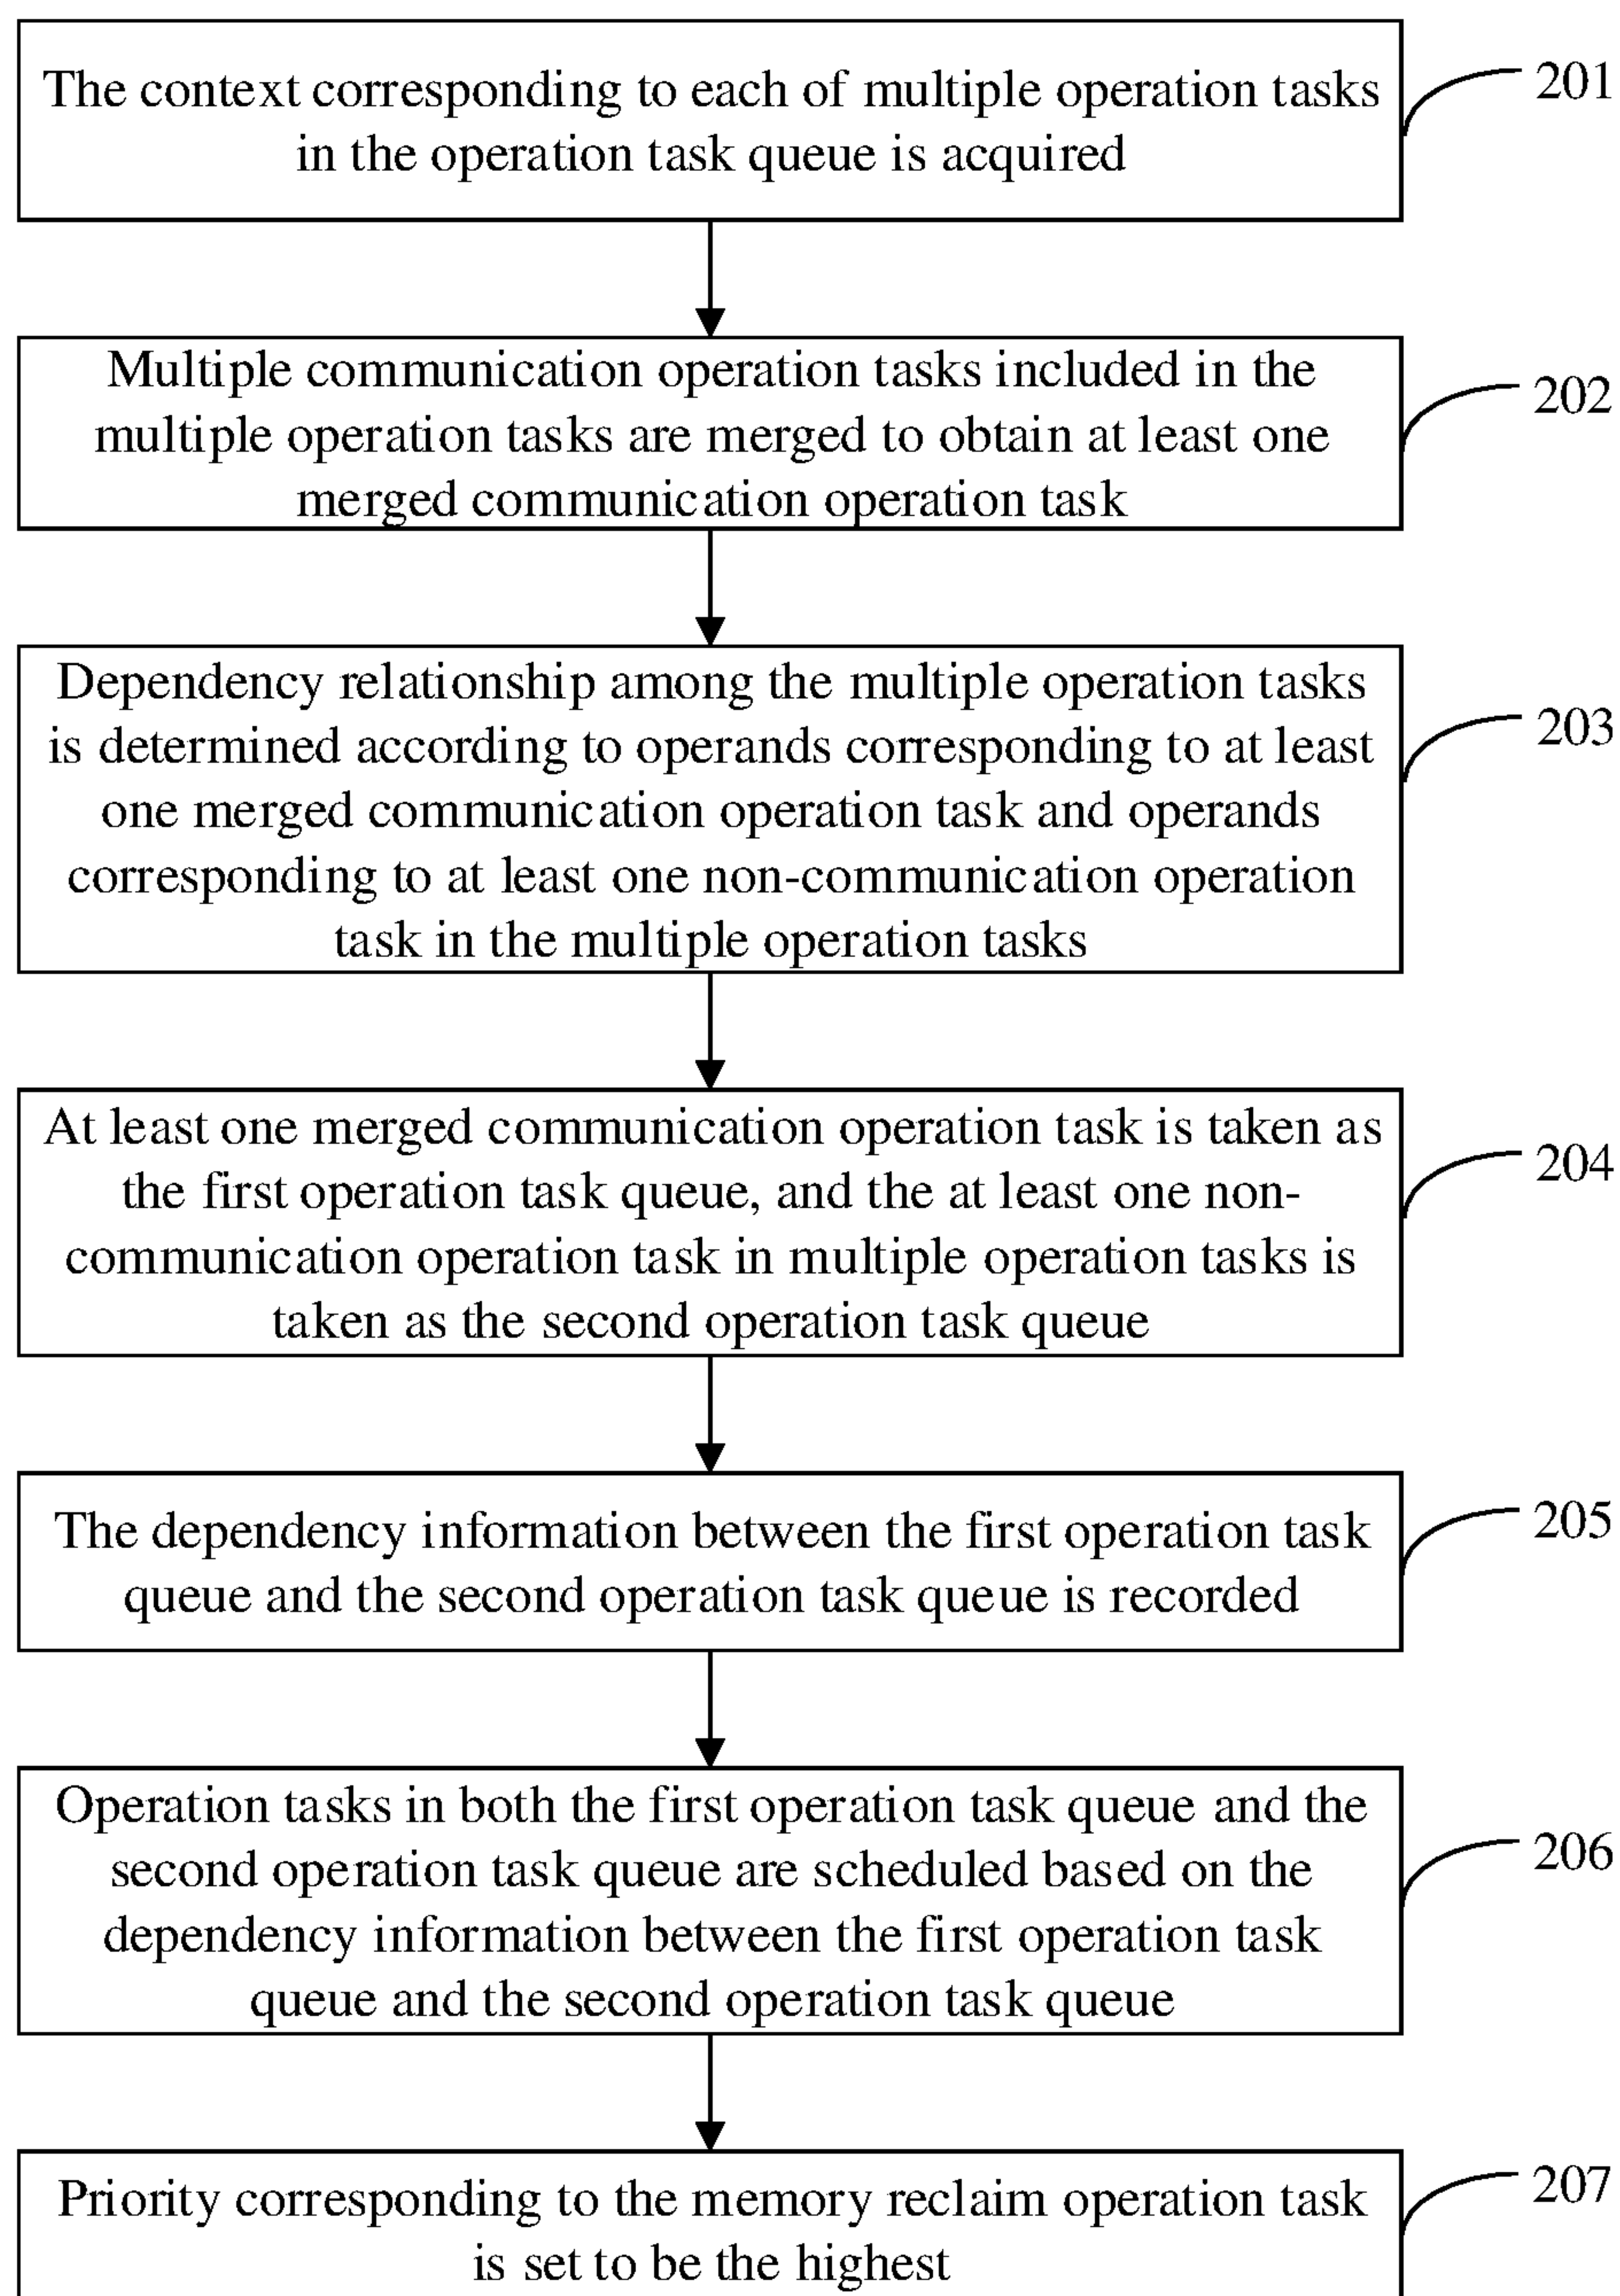 The context corresponding to each of multiple operation tasks
in the operation task queue is acquired
201
Multiple communication operation tasks included in the
multiple operation tasks are merged to obtain at least one
merged communication operation task
202
Dependency relationship among the multiple operation tasks
is determined according to operands corresponding to at least
one merged communication operation task and operands
corresponding to at least one non-communication operation
task in the multiple operation tasks
203
At least one merged communication operation task is taken as
the first operation task queue, and the at least one non-
communication operation task in multiple operation tasks is
taken as the second operation task queue
204
The dependency information between the first operation task
queue and the second operation task queue is recorded
205
Operation tasks in both the first operation task queue and the
second operation task queue are scheduled based on the
dependency information between the first operation task
queue and the second operation task queue
206
Priority corresponding to the memory reclaim operation task
is set to be the highest
207